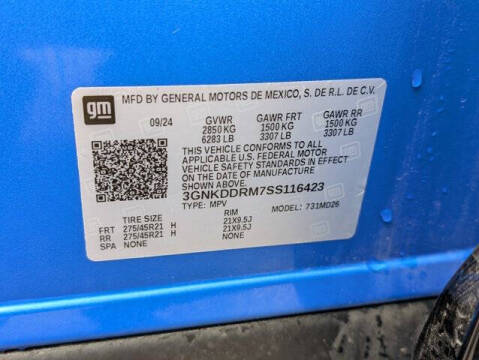 gm MFD BY GENERAL MOTORS DE MEXICO, S. DE R.L. DE C.V.
09/24 GVWR GAWR FRT GAWR RR
2850 KG 1500 KG 1500 KG
6283 LB 3307 LB 3307 LB
THIS VEHICLE CONFORMS TO ALL
APPLICABLE U.S. FEDERAL MOTOR
VEHICLE SAFETY STANDARDS IN
EFFECT ON THE DATE OF MANUFACTURE
SHOWN ABOVE.
3GNKDDRM7SS116423
TYPE: MPV MODEL: 731MD26
TIRE SIZE RIM
FRT 275/45R21 H 21X9.5J
RR 275/45R21 H 21X9.5J
SPA NONE NONE